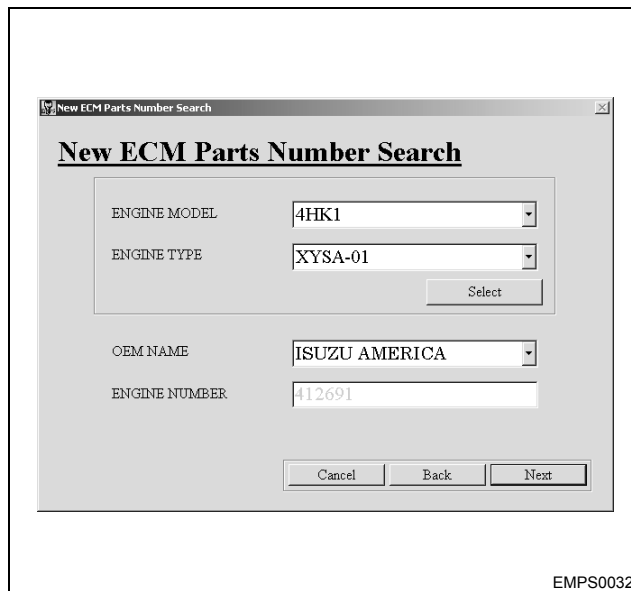 New ECM Parts Number Search
New ECM Parts Number Search
ENGINE MODEL 4HK1
ENGINE TYPE XYSA-01
Select
OEM NAME ISUZU AMERICA
ENGINE NUMBER 412691
Cancel Back Next
EMPS0032